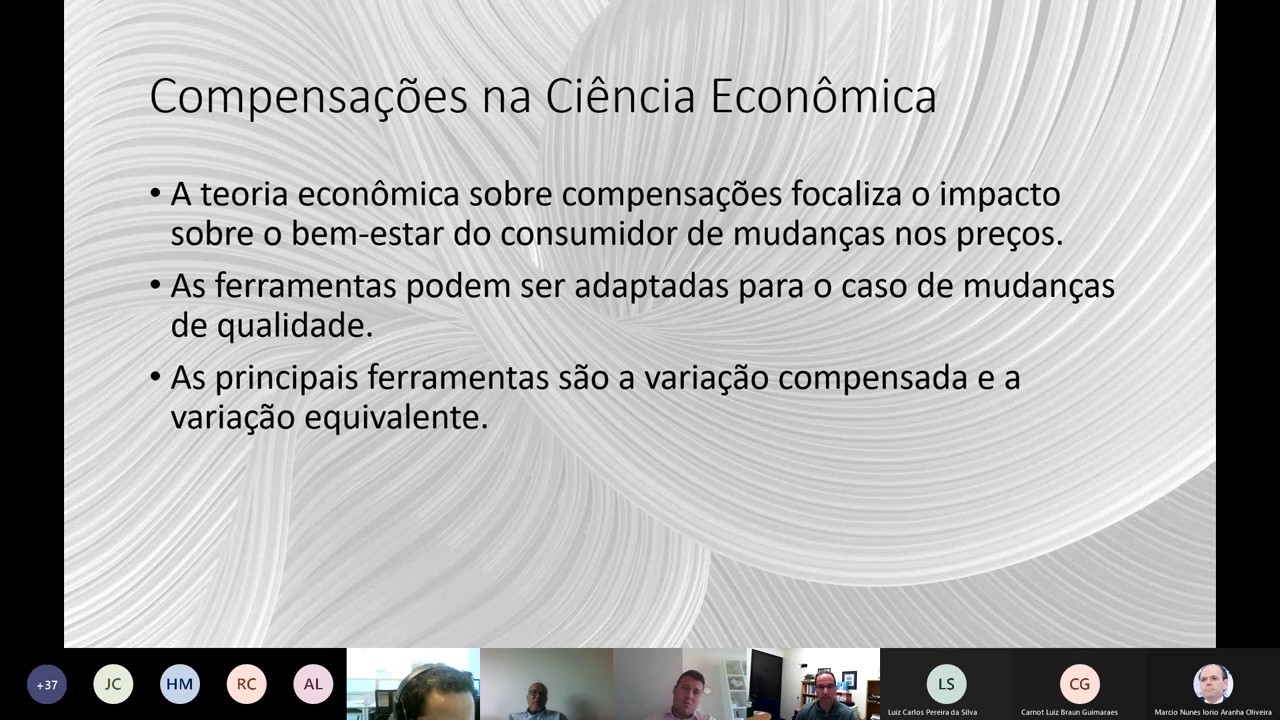 Compensações na Ciência Econômica
• A teoria econômica sobre compensações focaliza o impacto
sobre o bem-estar do consumidor de mudanças nos preços.
• As ferramentas podem ser adaptadas para o caso de mudanças
de qualidade.
• As principais ferramentas são a variação compensada e a
variação equivalente.
+37
JC
HM
RC
AL
LS
CG
Luiz Carlos Pereira da Silva
Carnot Luiz Braun Guimaraes
Marcio Nunes Iorio Aranha Oliveira